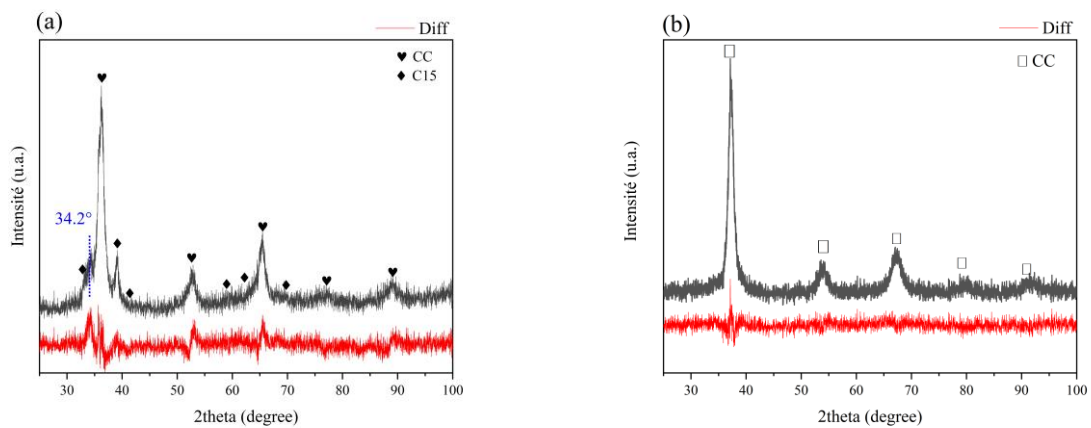 (a)
Diff
♥ CC
♦ C15
34.2°
Intensité (u.a.)
30 40 50 60 70 80 90 100
2theta (degree)
(b)
Diff
□ CC
Intensité (u.a.)
30 40 50 60 70 80 90 100
2theta (degree)